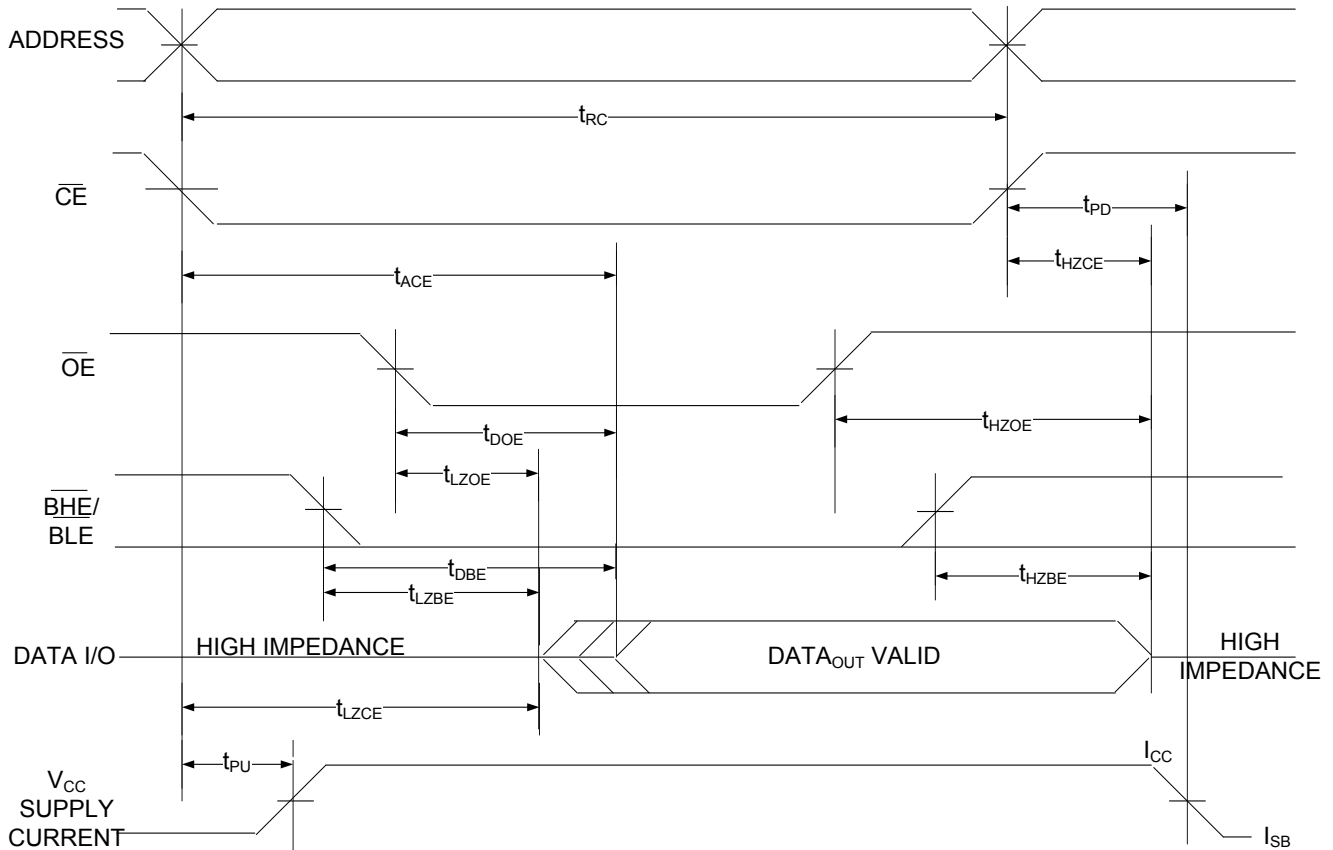 ADDRESS
tRC
CE
tPD
tHZCE
tACE
OE
tHZOE
tDOE
tLZOE
BHE/
BLE
tDBE
tHZBE
tLZBE
DATA I/O
HIGH IMPEDANCE
DATAOUT VALID
HIGH
IMPEDANCE
tLZCE
tPU
ICC
VCC
SUPPLY
CURRENT
ISB